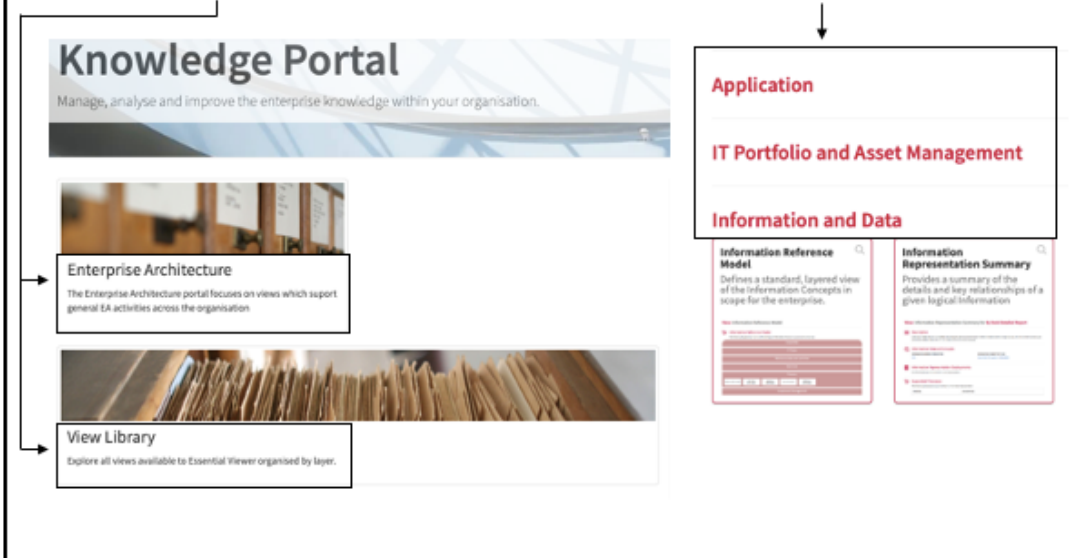 Knowledge Portal
Manage, analyse and improve the enterprise knowledge within your organisation.
Enterprise Architecture
The Enterprise Architecture portal focuses on views which suport
general EA activities across the organisation
View Library
Explore all views available to Essential Viewer organised by layer.
Application
IT Portfolio and Asset Management
Information and Data
Information Reference
Model
Defines a standard, layered view
of the Information Concepts in
scope for the enterprise.
Information
Representation Summary
Provides a summary of the
details and key relationships of a
given logical Information